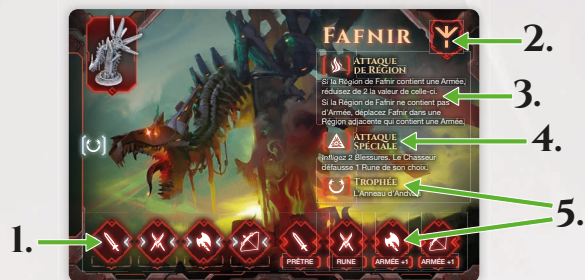 FAFNIR
2.
ATTAQUE
DE RÉGION
Si la Région de Fafnir contient une Armée,
réduisez de 2 la valeur de celle-ci.
Si la Région de Fafnir ne contient pas
d'Armée, déplacez Fafnir dans une
Région adjacente qui contient une Armée.
3.
ATTAQUE
SPÉCIALE
Infligez 2 Blessures. Le Chasseur
défausse 1 Rune de son choix.
4.
TROPHÉE
L'Anneau d'Andvari
5.
1.
PRÊTRE
RUNE
ARMÉE +1
ARMÉE +1